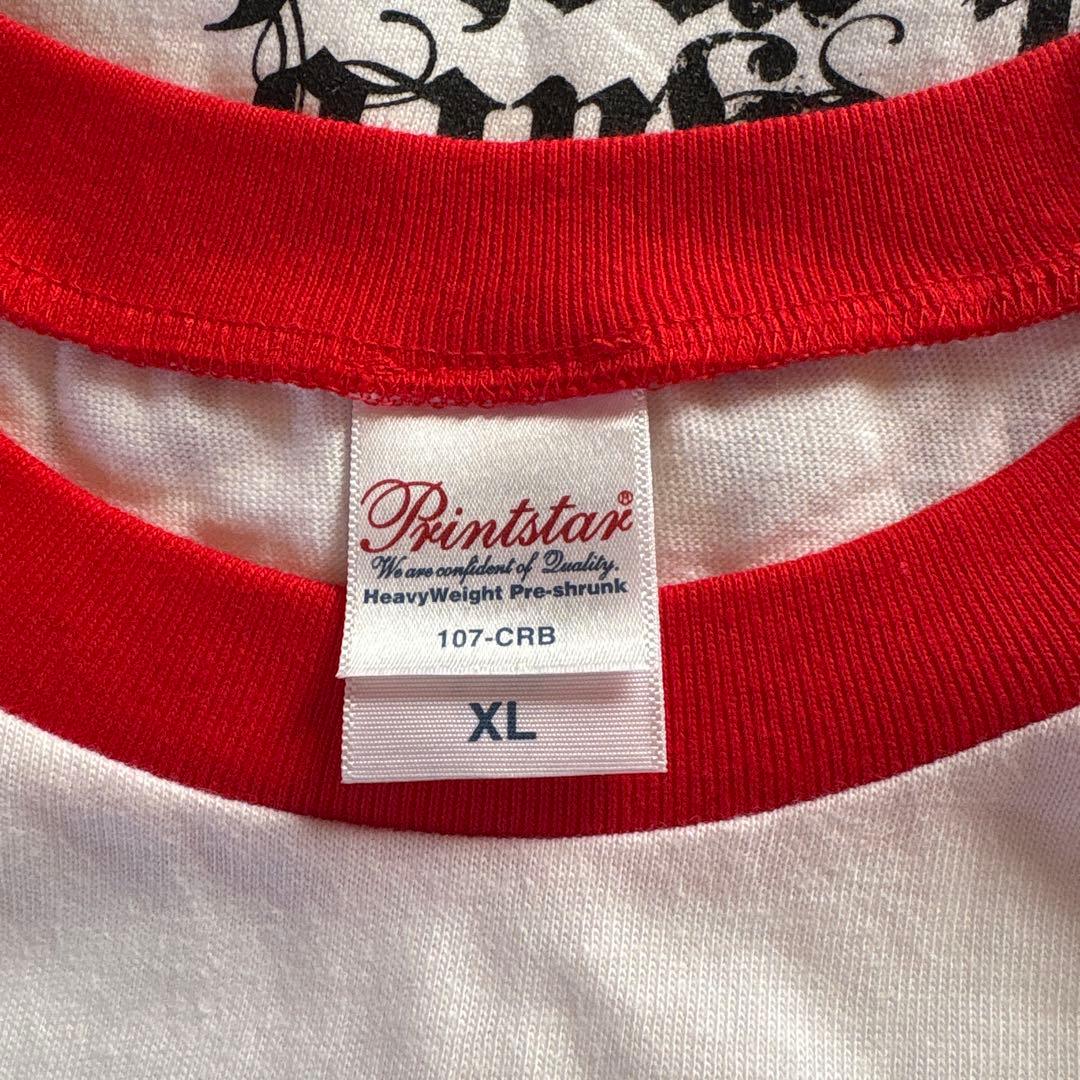 Printstar®
We are confident of Quality.
HeavyWeight Pre-shrunk
107-CRB
XL